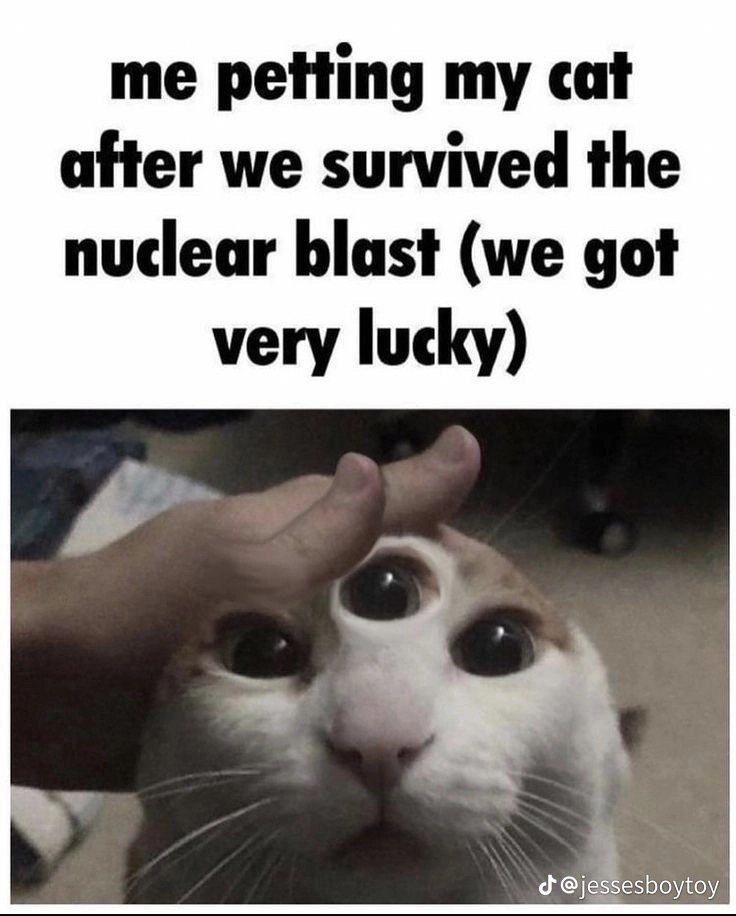 me petting my cat
after we survived the
nuclear blast (we got
very lucky)
@jessesboytoy